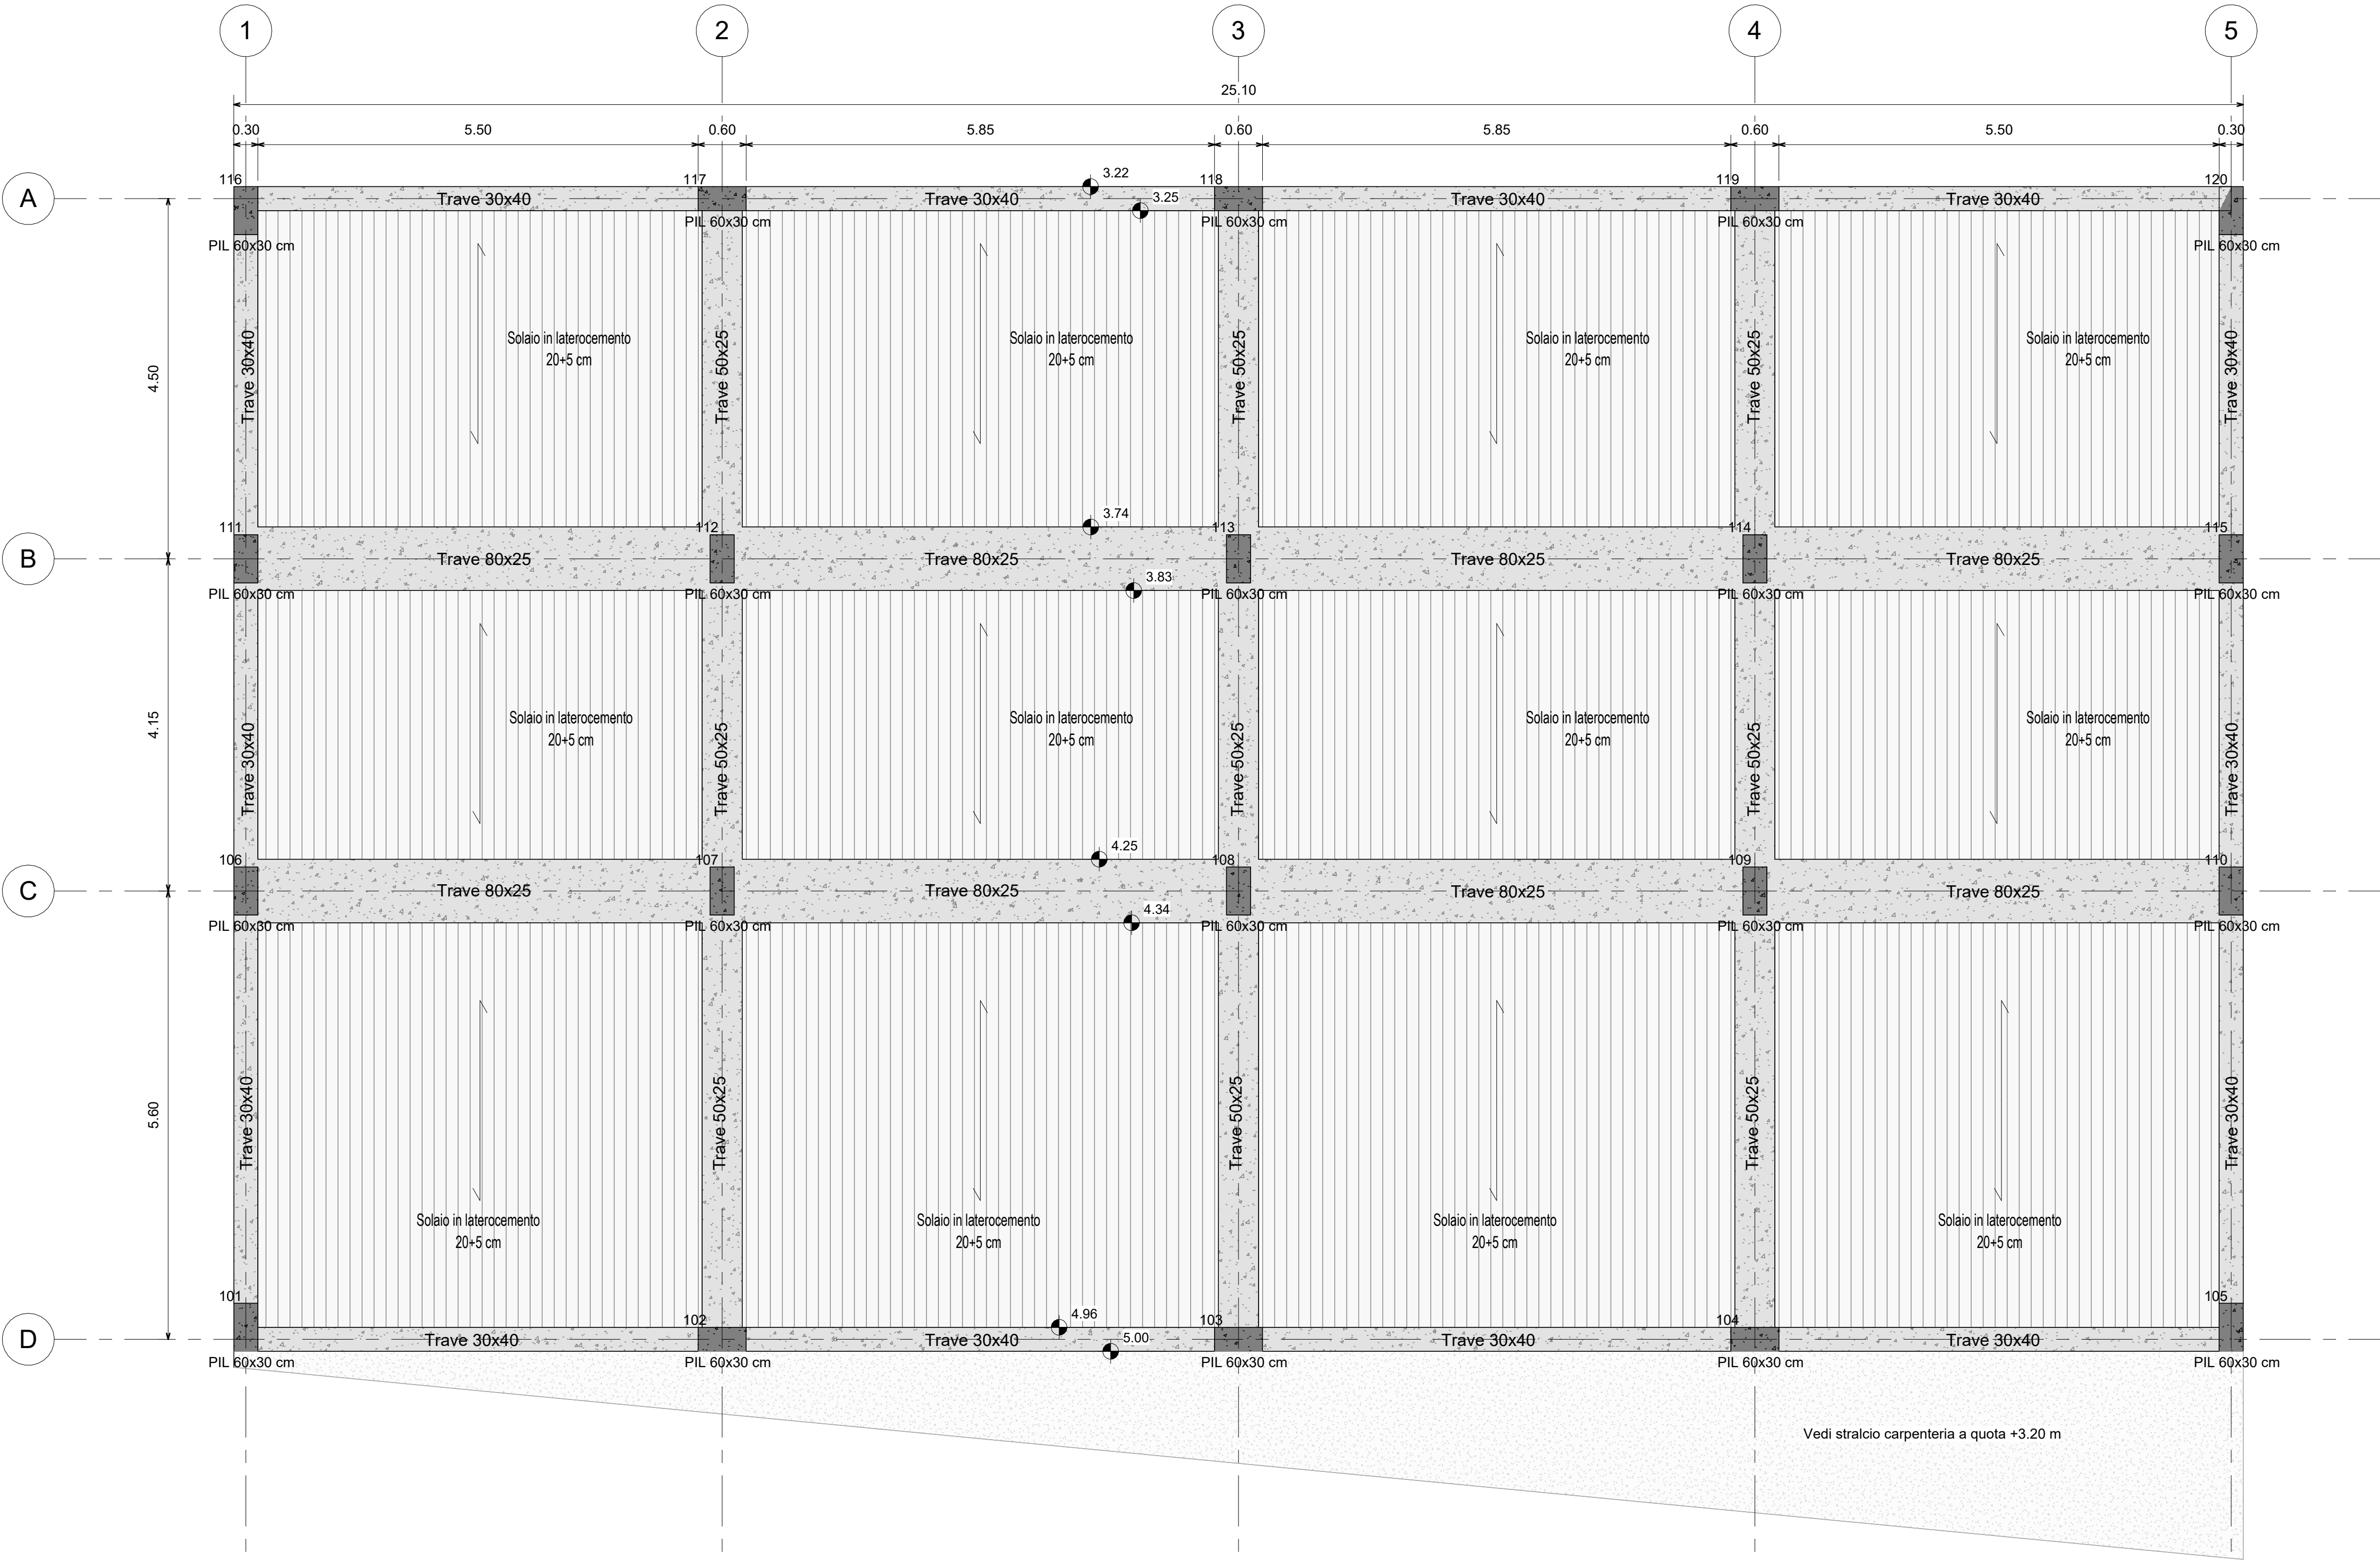 1 2 3 4 5
25.10
0.30 5.50 0.60 5.85 0.60 5.85 0.60 5.50 0.30
3.22
116 117 118 119 120
3.25
A Trave 30x40 Trave 30x40 Trave 30x40 Trave 30x40
PIL 60x30 cm PIL 60x30 cm PIL 60x30 cm
PIL 60x30 cm PIL 60x30 cm
Solaio in laterocemento Solaio in laterocemento Solaio in laterocemento Solaio in laterocemento
20+5 cm 20+5 cm 20+5 cm 20+5 cm
4.50 Trave 30x40 Trave 50x25 Trave 50x25 Trave 50x25 Trave 30x40
3.74
111 112 113 114 115
B Trave 80x25 Trave 80x25 Trave 80x25 Trave 80x25
3.83
PIL 60x30 cm PIL 60x30 cm PIL 60x30 cm PIL 60x30 cm PIL 60x30 cm
Solaio in laterocemento Solaio in laterocemento Solaio in laterocemento Solaio in laterocemento
20+5 cm 20+5 cm 20+5 cm 20+5 cm
4.15 Trave 30x40 Trave 50x25 Trave 50x25 Trave 50x25 Trave 30x40
4.25
106 107 108 109 110
C Trave 80x25 Trave 80x25 Trave 80x25 Trave 80x25
4.34
PIL 60x30 cm PIL 60x30 cm PIL 60x30 cm PIL 60x30 cm PIL 60x30 cm
5.60 Trave 30x40 Trave 50x25 Trave 50x25 Trave 50x25 Trave 30x40
Solaio in laterocemento Solaio in laterocemento Solaio in laterocemento Solaio in laterocemento
20+5 cm 20+5 cm 20+5 cm 20+5 cm
101 105
4.96
102 103 104
5.00
D Trave 30x40 Trave 30x40 Trave 30x40 Trave 30x40
PIL 60x30 cm PIL 60x30 cm PIL 60x30 cm PIL 60x30 cm PIL 60x30 cm
Vedi stralcio carpenteria a quota +3.20 m